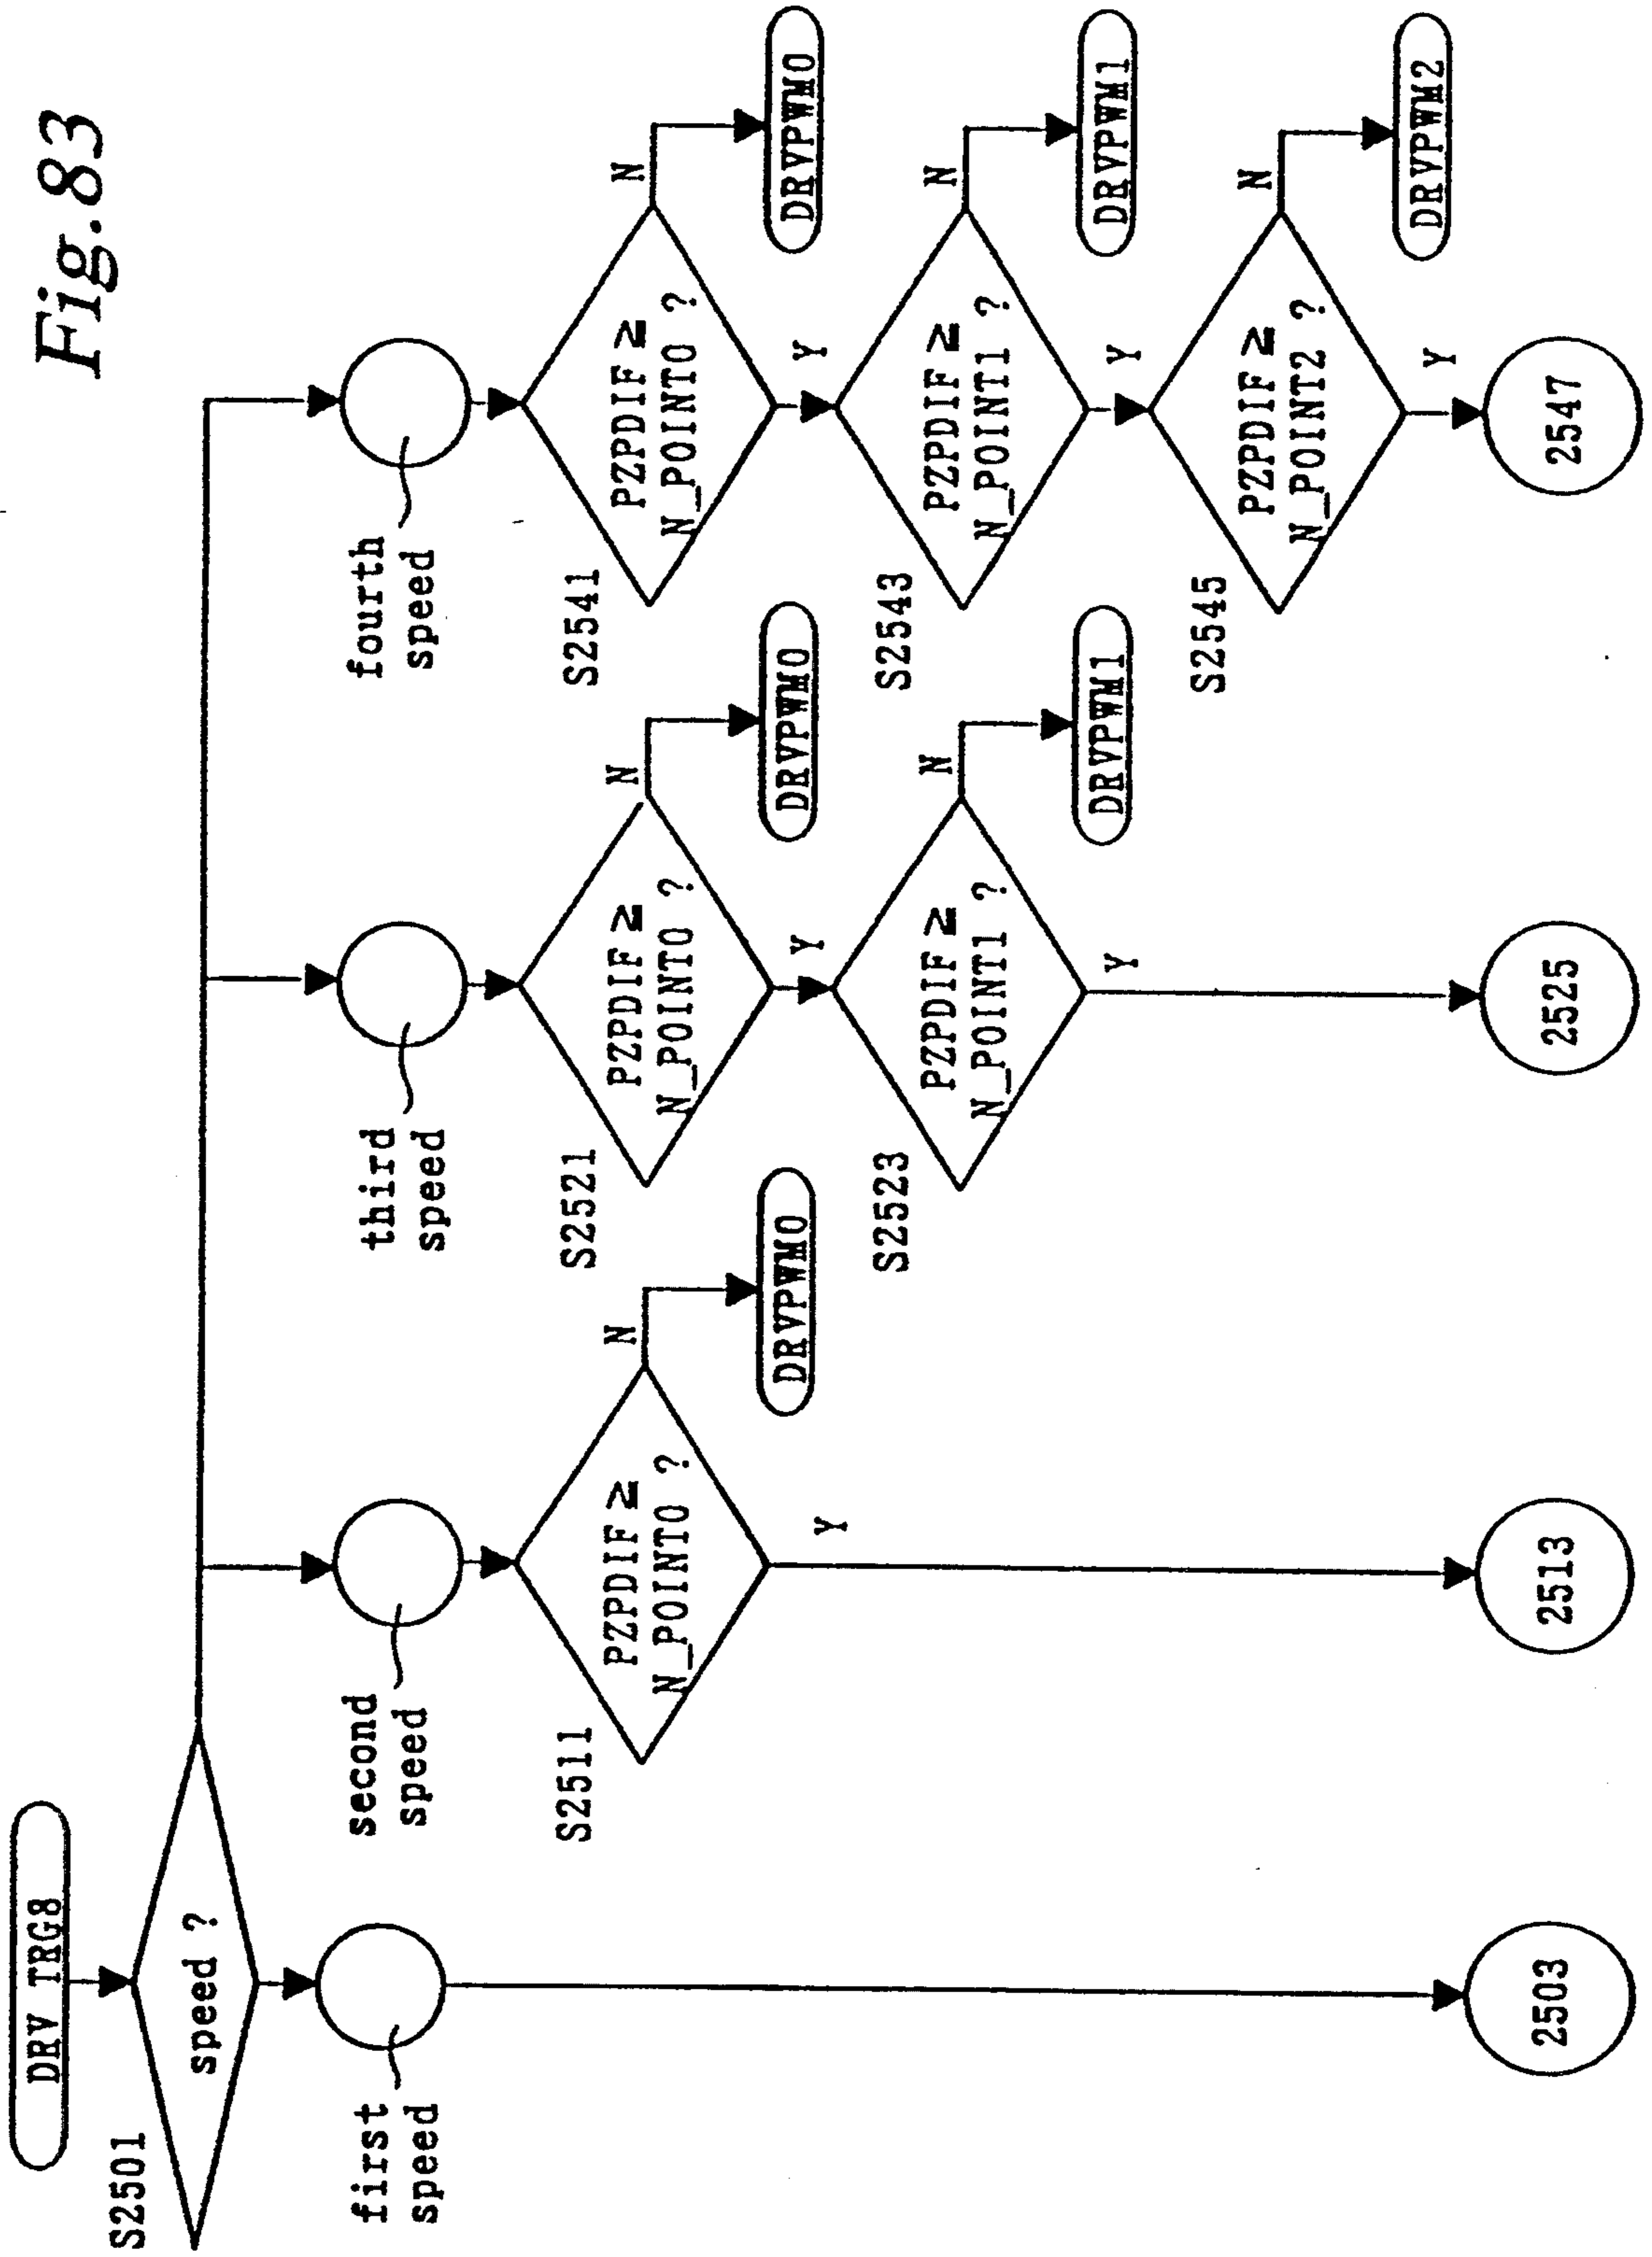 Fig.83
DRV TRG8
S2501
speed ?
first
speed
second
speed
third
speed
fourth
speed
S2511
PZPDIF ≧
N_POINT0 ?
N
Y
DRVPWM0
S2521
PZPDIF ≧
N_POINT0 ?
N
Y
DRVPWM0
S2523
PZPDIF ≧
N_POINT1 ?
N
Y
DRVPWM1
S2541
PZPDIF ≧
N_POINT0 ?
N
Y
DRVPWM0
S2543
PZPDIF ≧
N_POINT1 ?
N
Y
DRVPWM1
S2545
PZPDIF ≧
N_POINT2 ?
N
Y
DRVPWM2
2503
2513
2525
2547